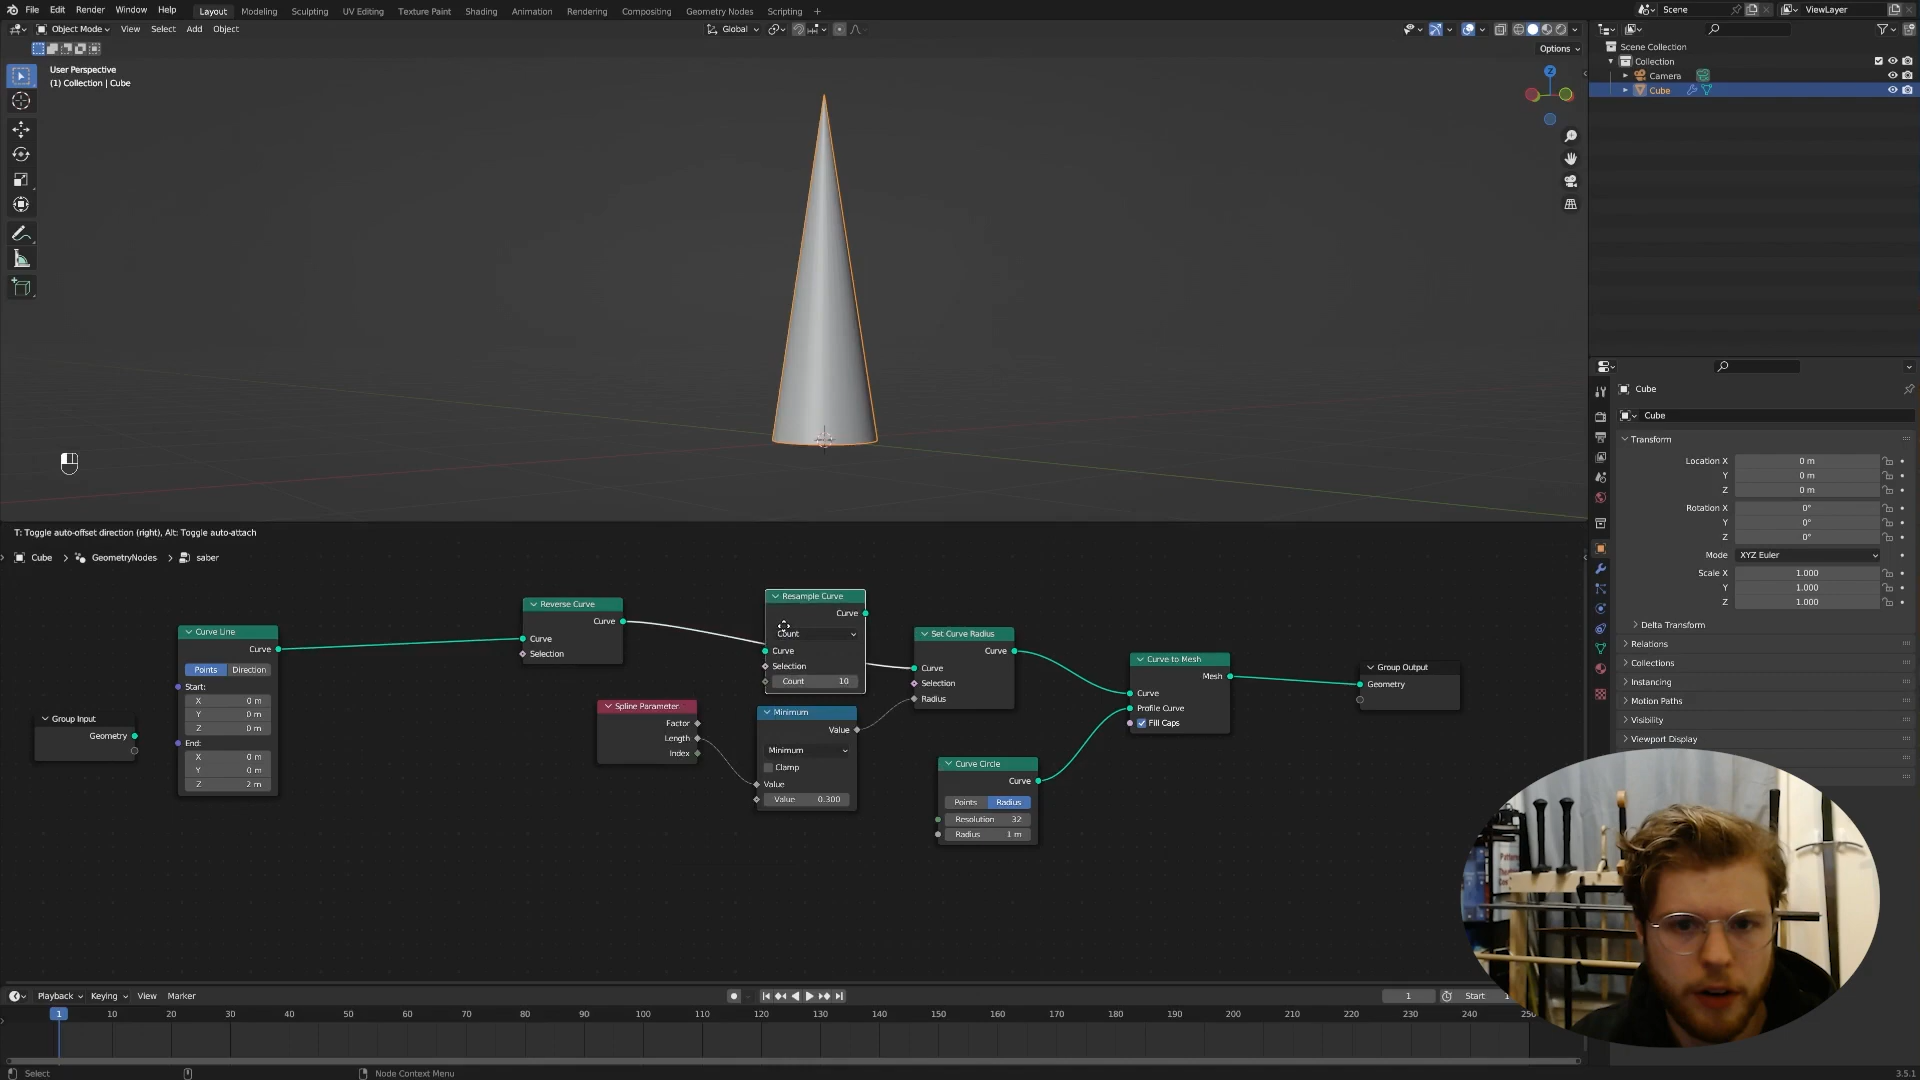 File Edit Render Window Help Layout Modeling Sculpting UV Editing Texture Paint Shading Animation Rendering Compositing Geometry Nodes Scripting + Scene ViewLayer
Object Mode View Select Add Object Global
Options
User Perspective
(1) Collection | Cube
Z
Scene Collection
Collection
Camera
Cube
Cube
Cube
Transform
Location X 0 m
Y 0 m
Z 0 m
Rotation X 0°
Y 0°
Z 0°
Mode XYZ Euler
Scale X 1.000
Y 1.000
Z 1.000
Delta Transform
Relations
Collections
Instancing
Motion Paths
Visibility
Viewport Display
T: Toggle auto-offset direction (right), Alt: Toggle auto-attach
Cube > GeometryNodes > saber
Group Input
Geometry
Curve Line
Curve
Points Direction
Start:
X 0 m
Y 0 m
Z 0 m
End:
X 0 m
Y 0 m
Z 2 m
Reverse Curve
Curve
Curve
Selection
Spline Parameter
Factor
Length
Index
Resample Curve
Curve
Count
Curve
Selection
Count 10
Minimum
Value
Minimum
Clamp
Value
Value 0.300
Set Curve Radius
Curve
Curve
Selection
Radius
Curve Circle
Curve
Points Radius
Resolution 32
Radius 1 m
Curve to Mesh
Mesh
Curve
Profile Curve
Fill Caps
Group Output
Geometry
Playback Keying View Marker 1 Start
1 10 20 30 40 50 60 70 80 90 100 110 120 130 140 150 160 170 180 190 200 210 220 230 240
Select Node Context Menu 3.5.1